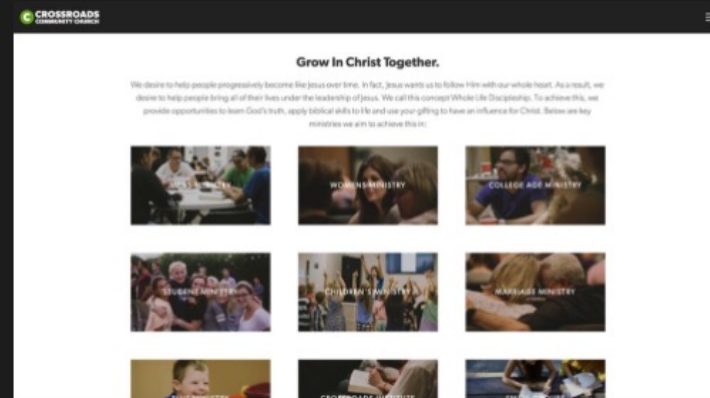 CROSSROADS
COMMUNITY CHURCH
Grow In Christ Together.
We desire to help people progressively become like Jesus over time. In fact, Jesus wants us to follow Him with our whole heart. As a result, we
desire to help people bring all of their lives under the leadership of Jesus. We call this concept Whole Life Discipleship. To achieve this, we
provide opportunities to learn God's truth, apply biblical skills to life and use your gifting to have an influence for Christ. Below are key
ministries we aim to achieve this in:
MENS MINISTRY
WOMENS MINISTRY
COLLEGE AGE MINISTRY
STUDENT MINISTRY
CHILDREN'S MINISTRY
MARRIAGE MINISTRY
CROSSROADS INSTITUTE